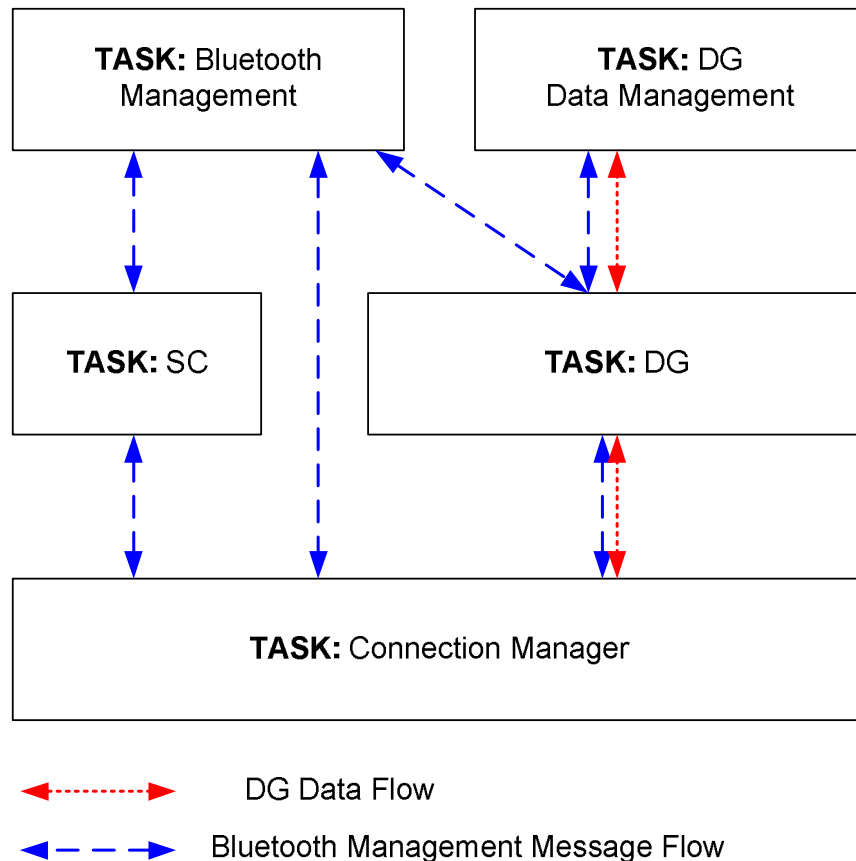 TASK: Bluetooth
Management
TASK: DG
Data Management
TASK: SC
TASK: DG
TASK: Connection Manager
DG Data Flow
Bluetooth Management Message Flow